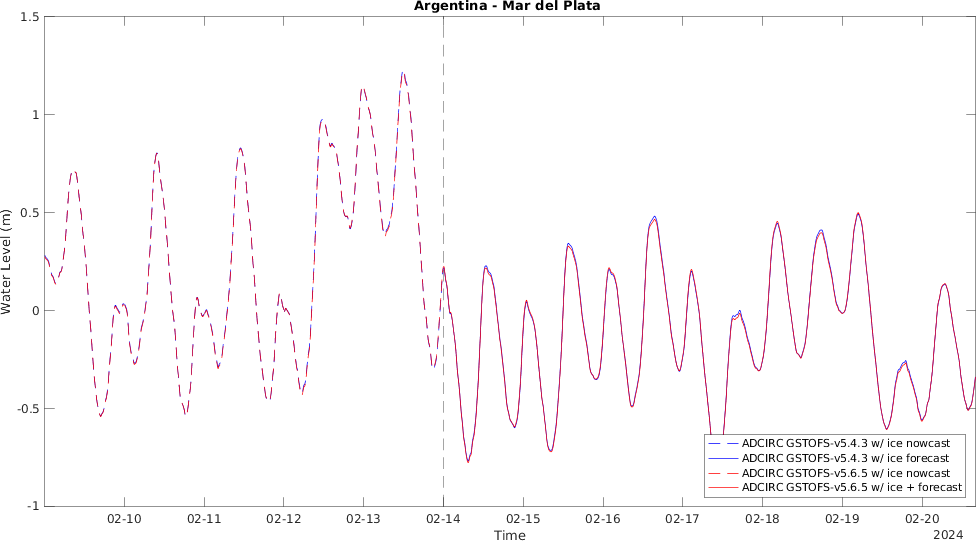 Argentina - Mar del Plata
1.5
1
0.5
0
-0.5
-1
Water Level (m)
02-10 02-11 02-12 02-13 02-14 02-15 02-16 02-17 02-18 02-19 02-20
Time
2024
ADCIRC GSTOFS-v5.4.3 w/ ice nowcast
ADCIRC GSTOFS-v5.4.3 w/ ice forecast
ADCIRC GSTOFS-v5.6.5 w/ ice nowcast
ADCIRC GSTOFS-v5.6.5 w/ ice + forecast